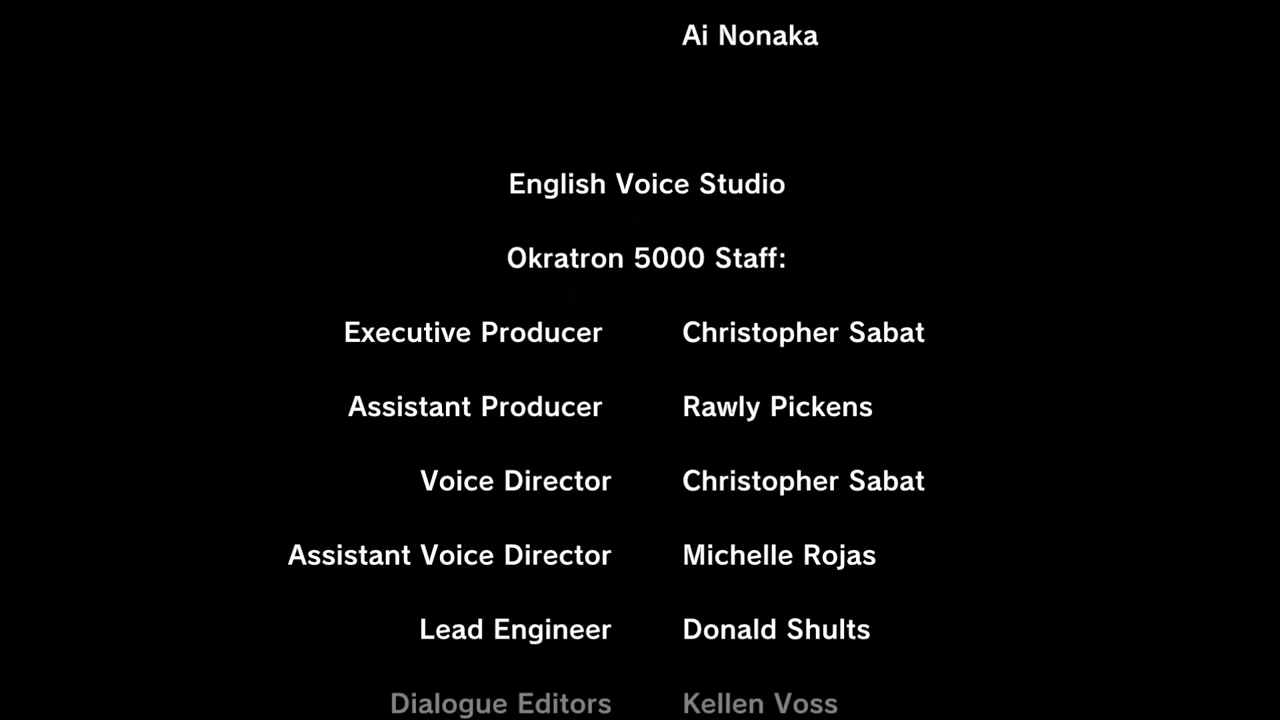 Ai Nonaka
English Voice Studio
Okratron 5000 Staff:
Executive Producer Christopher Sabat
Assistant Producer Rawly Pickens
Voice Director Christopher Sabat
Assistant Voice Director Michelle Rojas
Lead Engineer Donald Shults
Dialogue Editors Kellen Voss